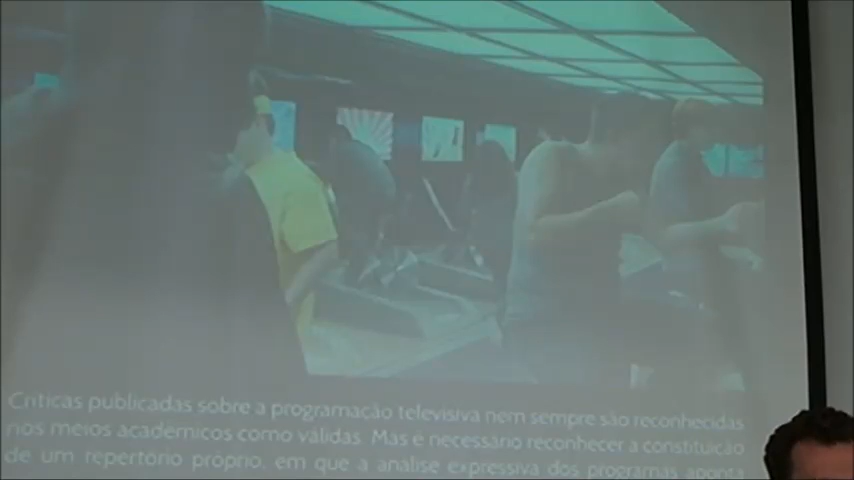 Críticas publicadas sobre a programação televisiva nem sempre são reconhecidas
nos meios acadêmicos como válidas. Mas é necessário reconhecer a constituição
de um repertório próprio, em que a análise expressiva dos programas aponta